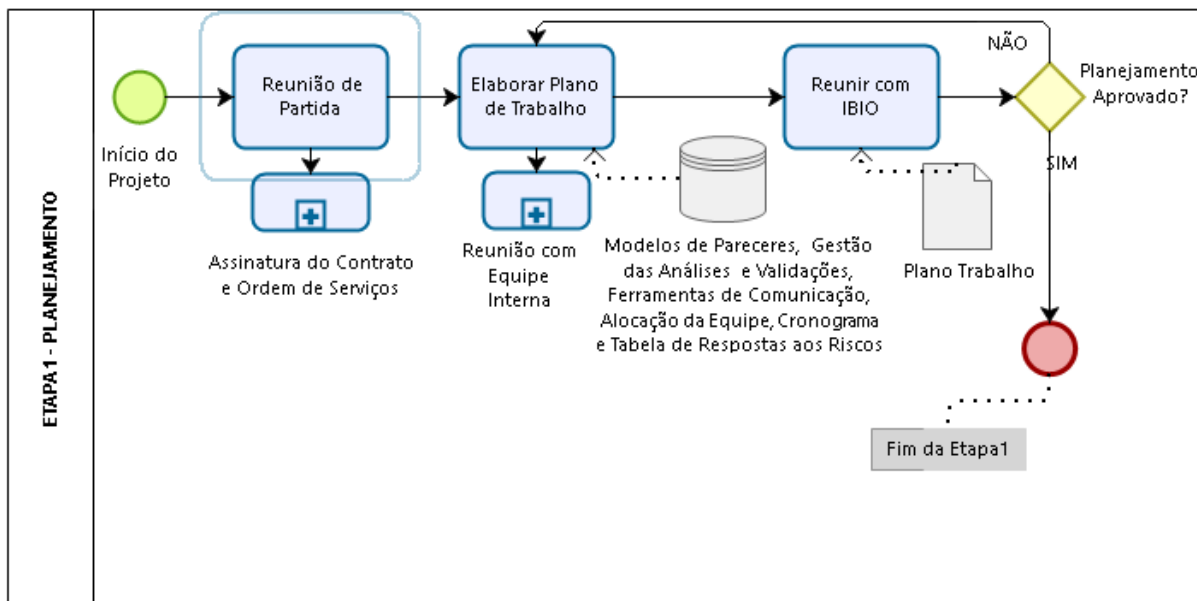 ETAPA 1 - PLANEJAMENTO
Início do
Projeto
Reunião de
Partida
Assinatura do Contrato
e Ordem de Serviços
Elaborar Plano
de Trabalho
Reunião com
Equipe
Interna
Modelos de Pareceres, Gestão
das Análises e Validações,
Ferramentas de Comunicação,
Alocação da Equipe, Cronograma
e Tabela de Respostas aos Riscos
Reunir com
IBIO
Plano Trabalho
NÃO
Planejamento
Aprovado?
SIM
Fim da Etapa1